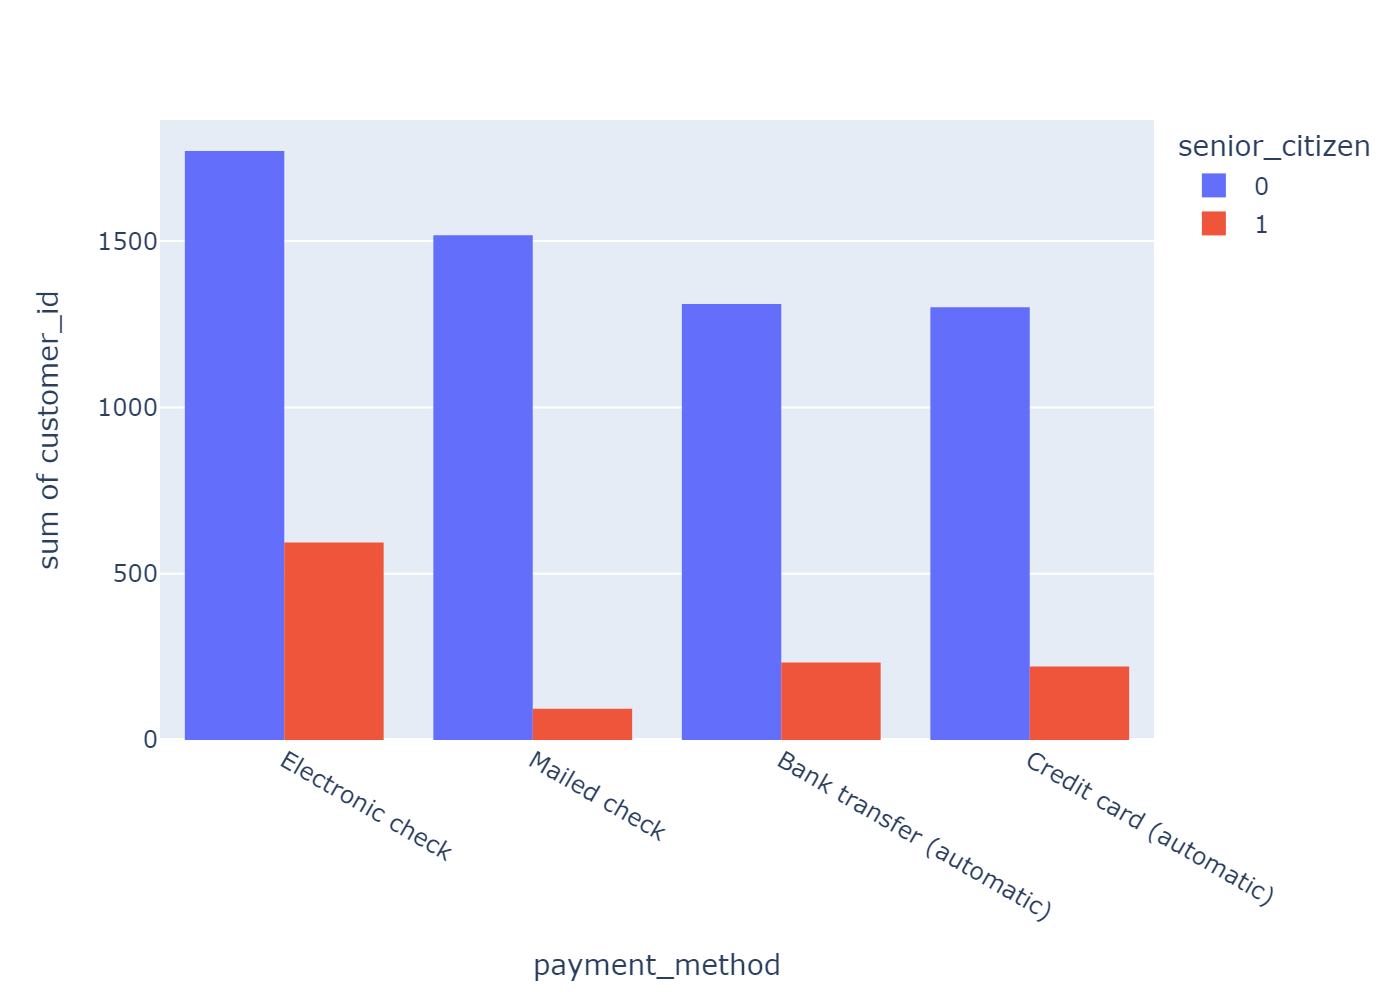 senior_citizen
0
1
1500
1000
500
0
sum of customer_id
Electronic check
Mailed check
Bank transfer (automatic)
Credit card (automatic)
payment_method